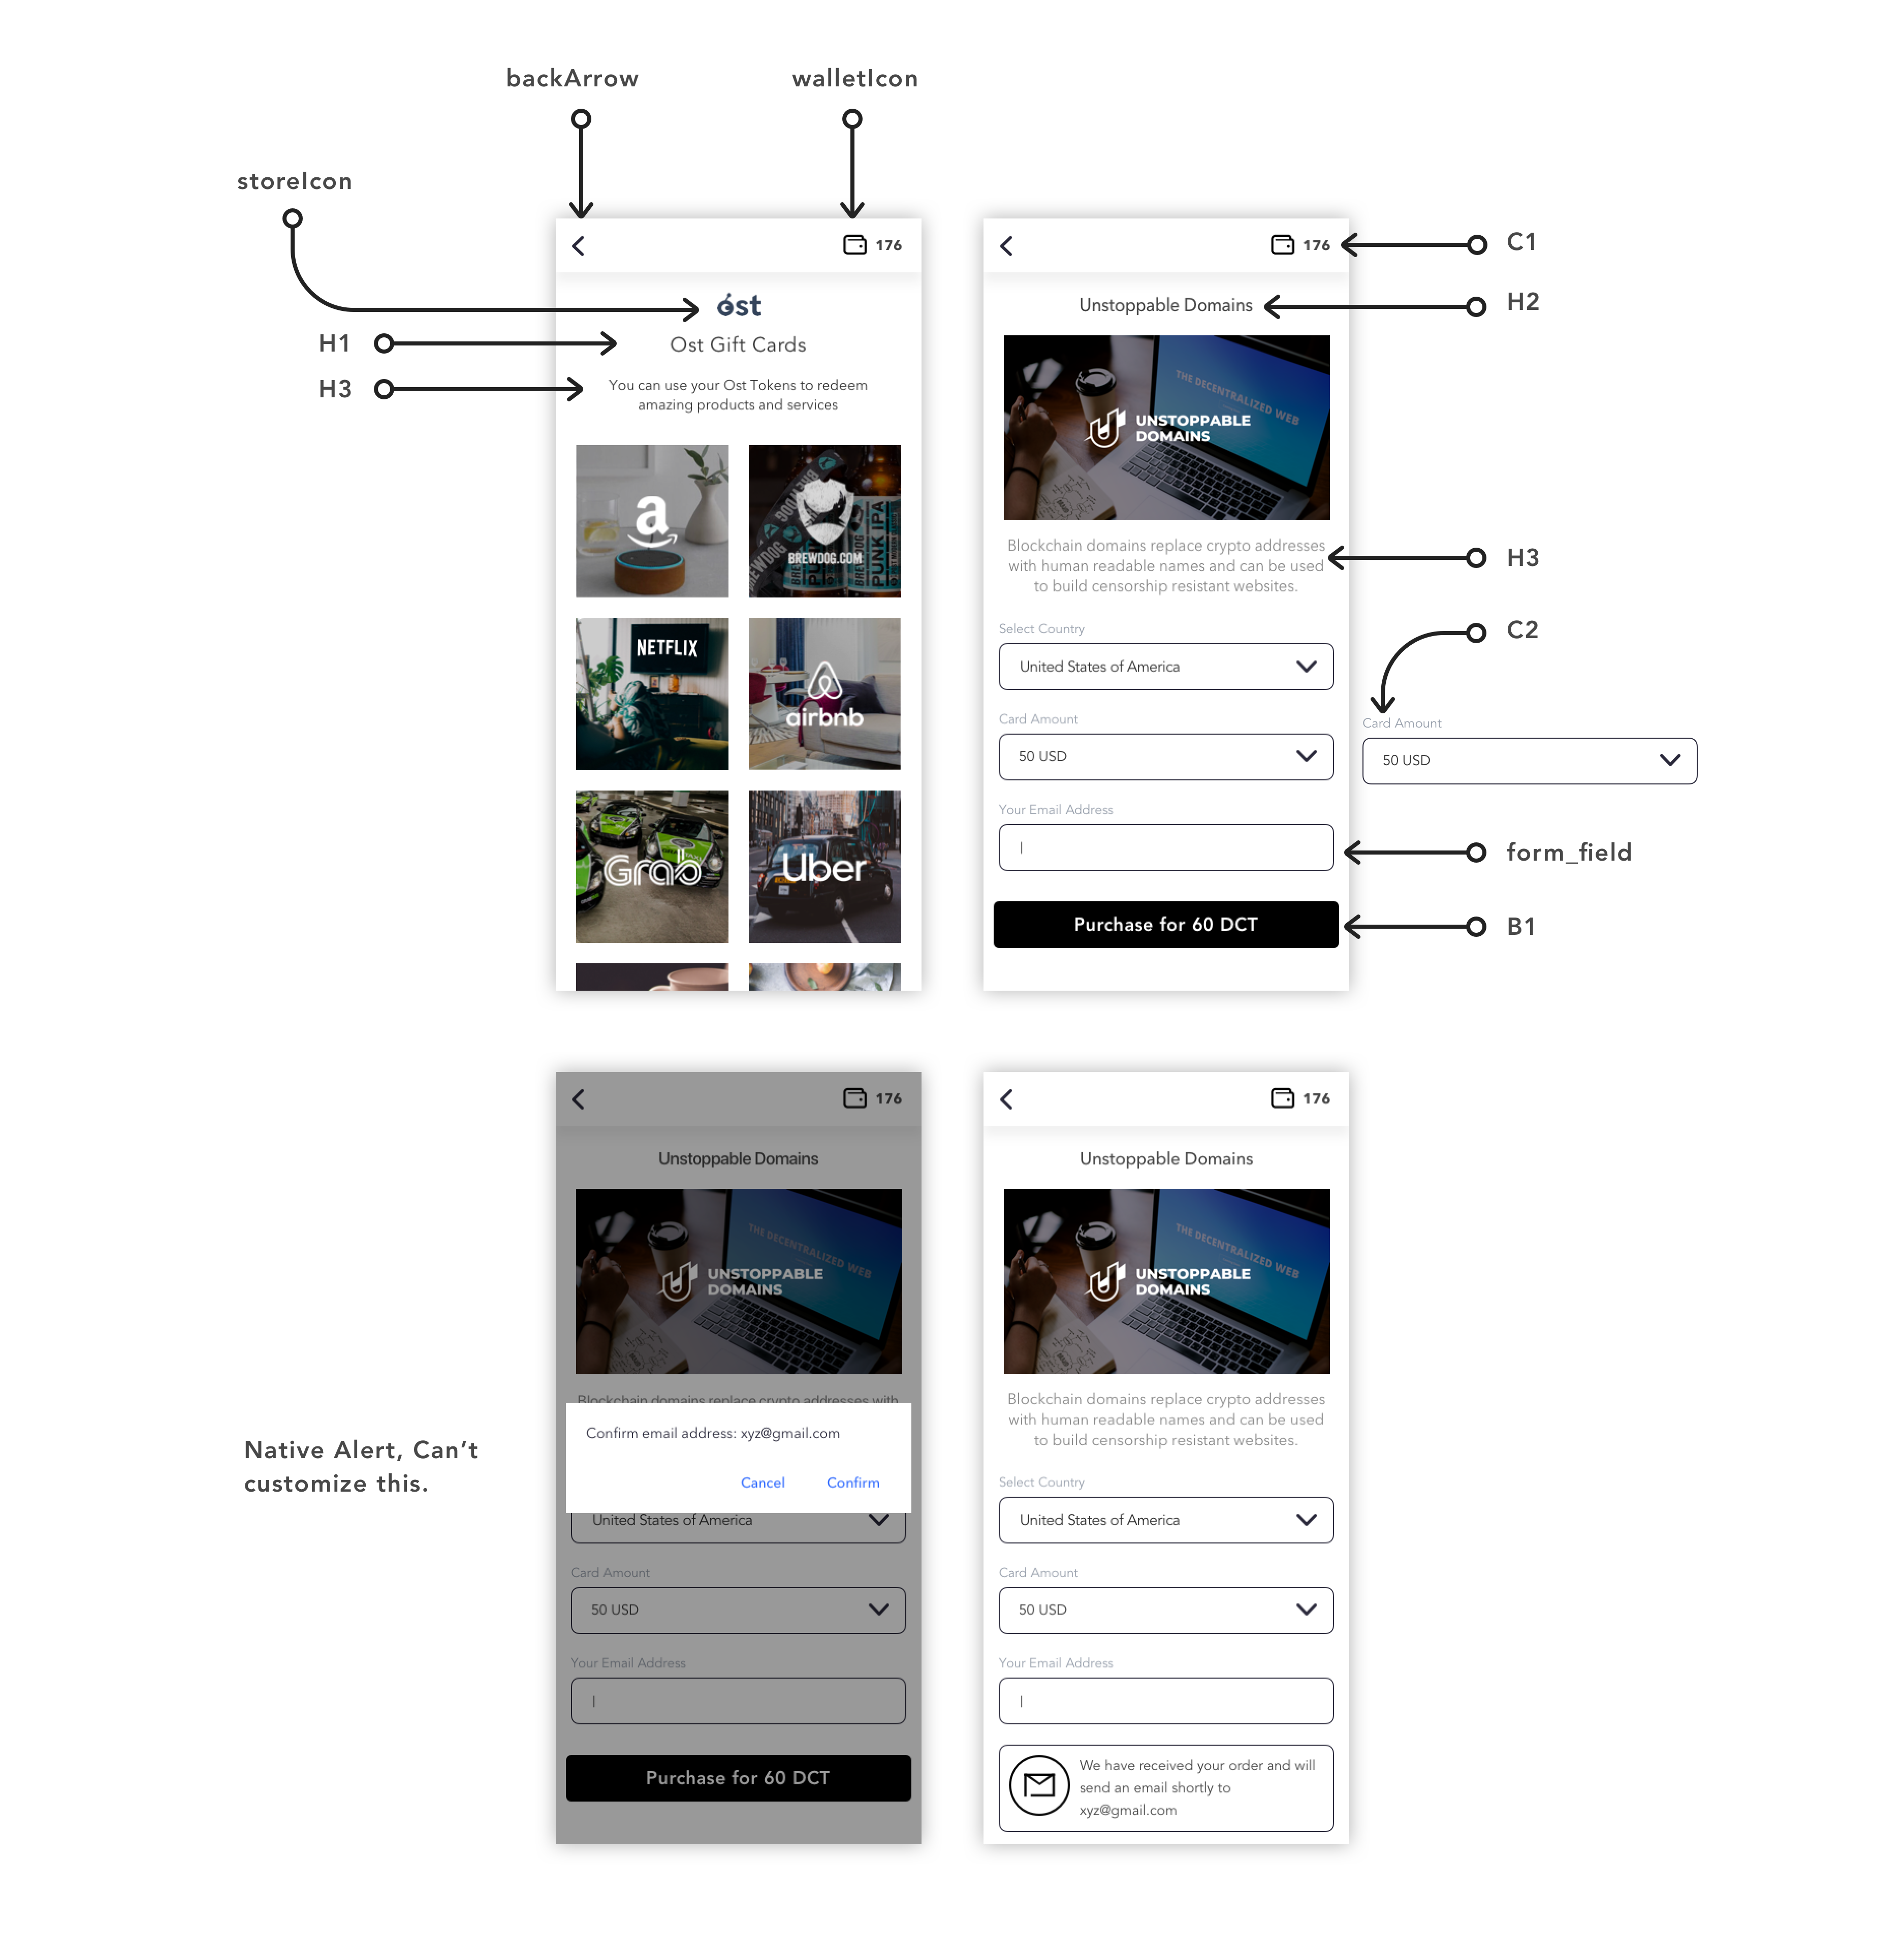 backArrow
walletIcon
storeIcon
176
ost
H1
Ost Gift Cards
H3
You can use your Ost Tokens to redeem
amazing products and services
a
BREWDOG
BREWDOG.COM
PUNK IPA
NETFLIX
airbnb
Grab
Uber
176
C1
Unstoppable Domains
H2
THE DECENTRALIZED WEB
UNSTOPPABLE
DOMAINS
Blockchain domains replace crypto addresses
with human readable names and can be used
to build censorship resistant websites.
H3
Select Country
United States of America
C2
Card Amount
50 USD
Card Amount
50 USD
Your Email Address
form_field
Purchase for 60 DCT
B1
176
Unstoppable Domains
THE DECENTRALIZED WEB
UNSTOPPABLE
DOMAINS
Blockchain domains replace crypto addresses with
Native Alert, Can't
customize this.
Confirm email address: xyz@gmail.com
Cancel Confirm
United States of America
Card Amount
50 USD
Your Email Address
Purchase for 60 DCT
176
Unstoppable Domains
THE DECENTRALIZED WEB
UNSTOPPABLE
DOMAINS
Blockchain domains replace crypto addresses
with human readable names and can be used
to build censorship resistant websites.
Select Country
United States of America
Card Amount
50 USD
Your Email Address
We have received your order and will
send an email shortly to
xyz@gmail.com